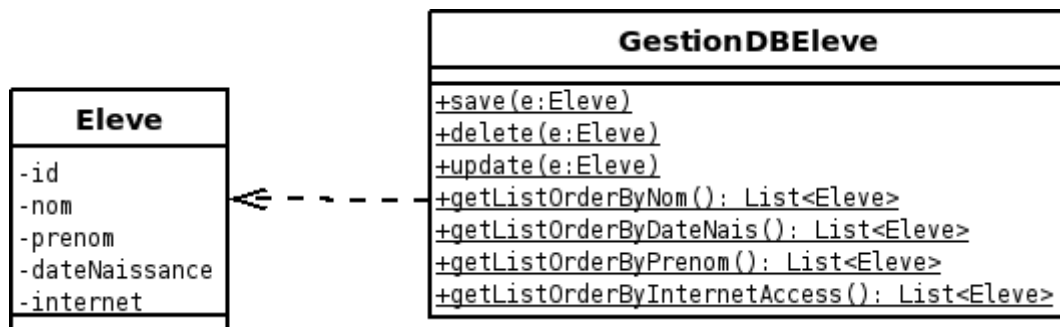 Eleve
-id
-nom
-prenom
-dateNaissance
-internet
GestionDBEleve
+save(e:Eleve)
+delete(e:Eleve)
+update(e:Eleve)
+getListOrderByNom(): List<Eleve>
+getListOrderByDateNais(): List<Eleve>
+getListOrderByPrenom(): List<Eleve>
+getListOrderByInternetAccess(): List<Eleve>